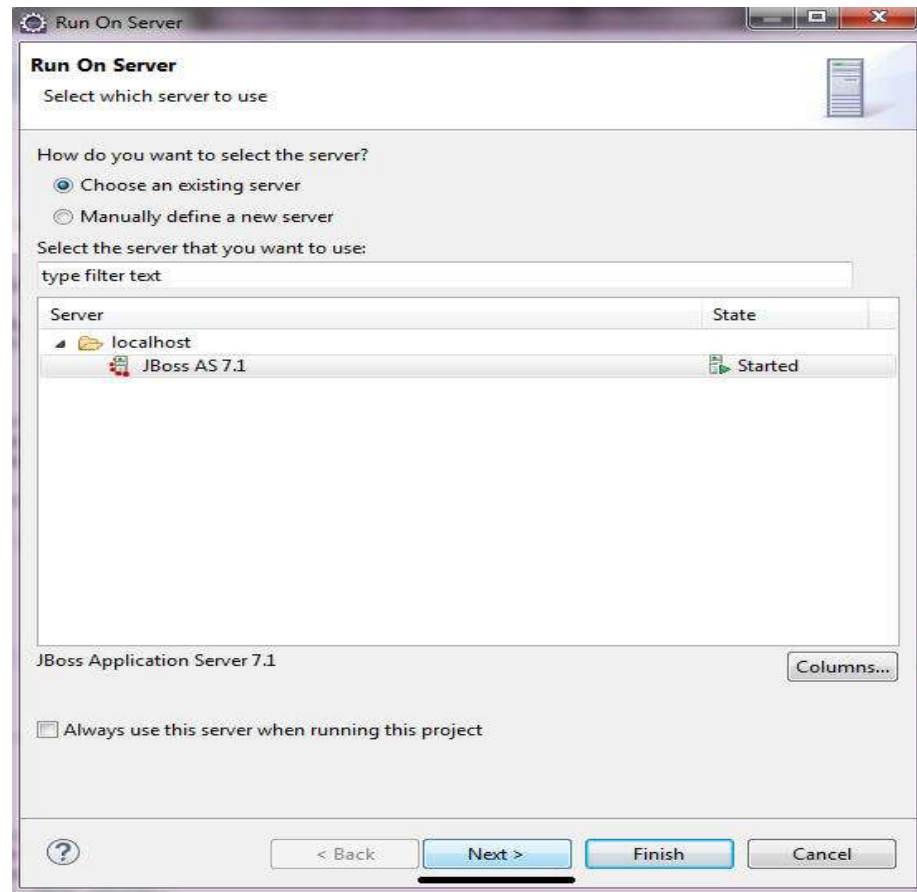 Run On Server
Run On Server
Select which server to use
How do you want to select the server?
Choose an existing server
Manually define a new server
Select the server that you want to use:
type filter text
Server State
localhost
JBoss AS 7.1 Started
JBoss Application Server 7.1
Columns...
Always use this server when running this project
? < Back Next > Finish Cancel